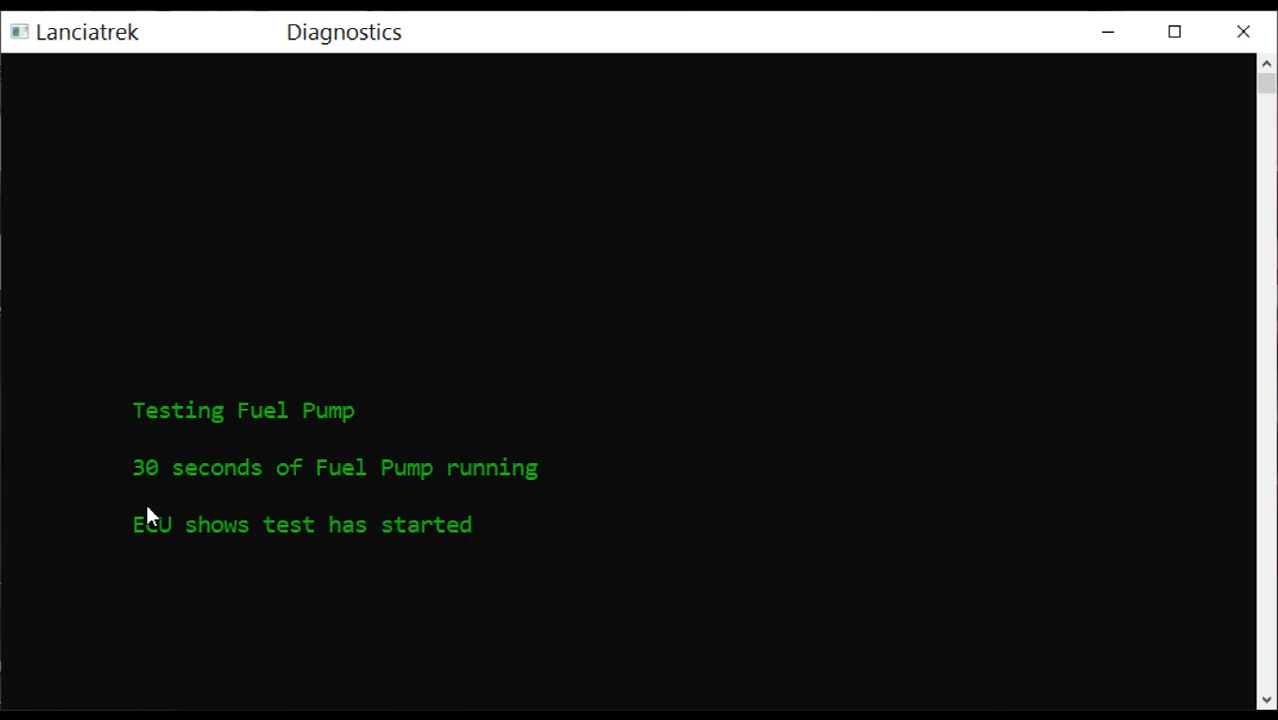 Lanciatrek Diagnostics
Testing Fuel Pump
30 seconds of Fuel Pump running
ECU shows test has started